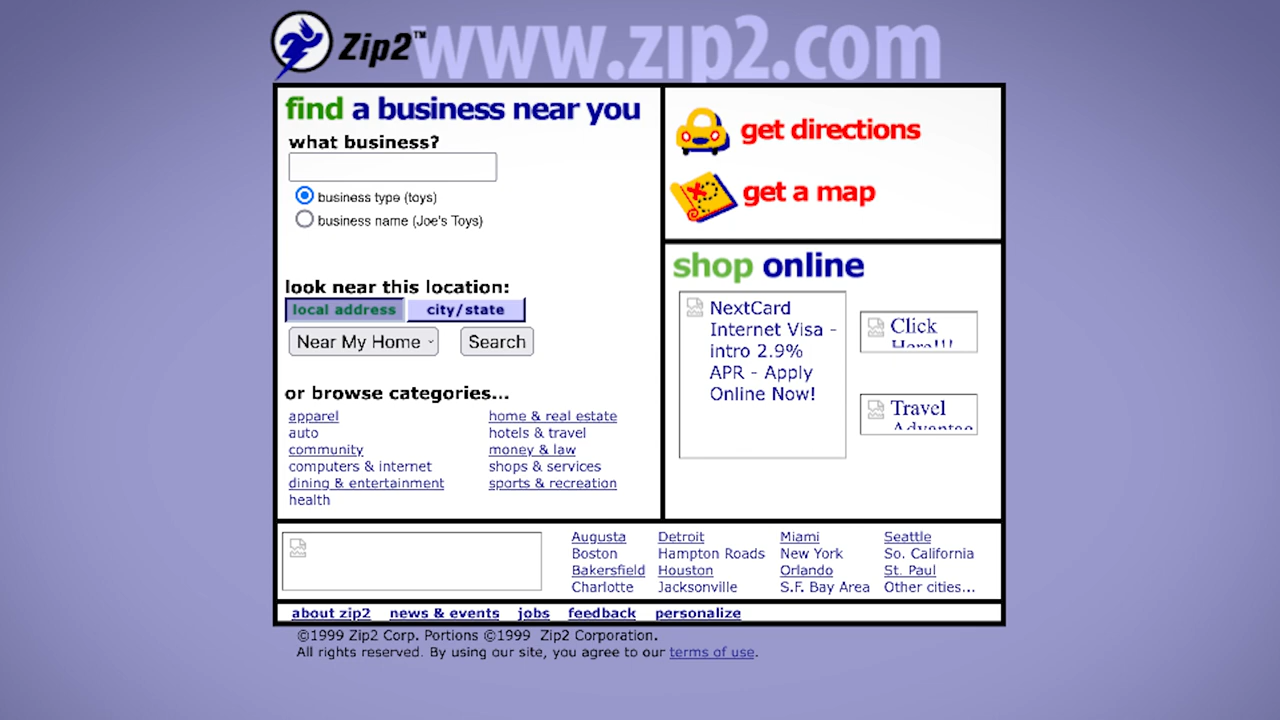 Zip2™
www.zip2.com
find a business near you
what business?
business type (toys)
business name (Joe's Toys)
look near this location:
local address
city/state
Near My Home
Search
or browse categories...
apparel
auto
community
computers & internet
dining & entertainment
health
home & real estate
hotels & travel
money & law
shops & services
sports & recreation
get directions
get a map
shop online
NextCard
Internet Visa -
intro 2.9%
APR - Apply
Online Now!
Click
Here!!!
Travel
Augusta
Boston
Bakersfield
Charlotte
Detroit
Hampton Roads
Houston
Jacksonville
Miami
New York
Orlando
S.F. Bay Area
Seattle
So. California
St. Paul
Other cities...
about zip2 news & events jobs feedback personalize
©1999 Zip2 Corp. Portions ©1999 Zip2 Corporation.
All rights reserved. By using our site, you agree to our terms of use.